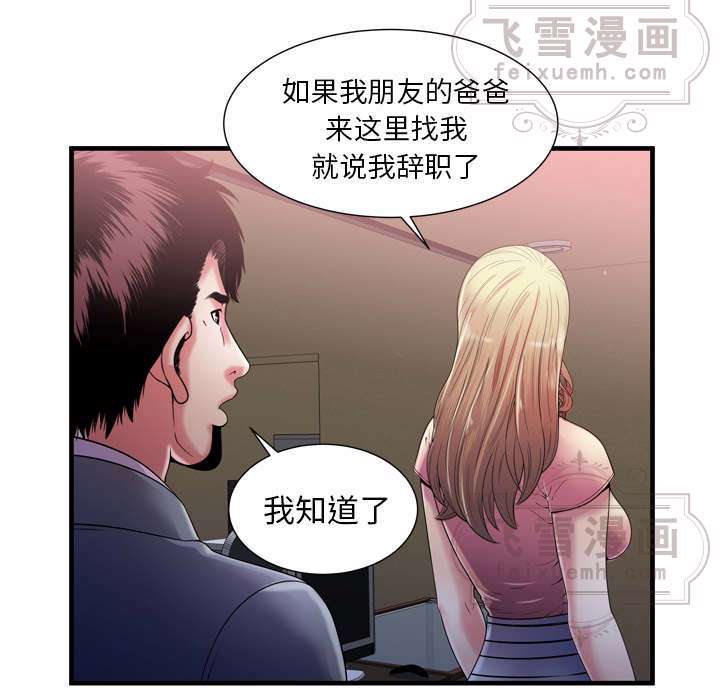 飞雪漫画
feixuemh.com
如果我朋友的爸爸
来这里找我
就说我辞职了
我知道了
飞雪漫画
feixuemh.com